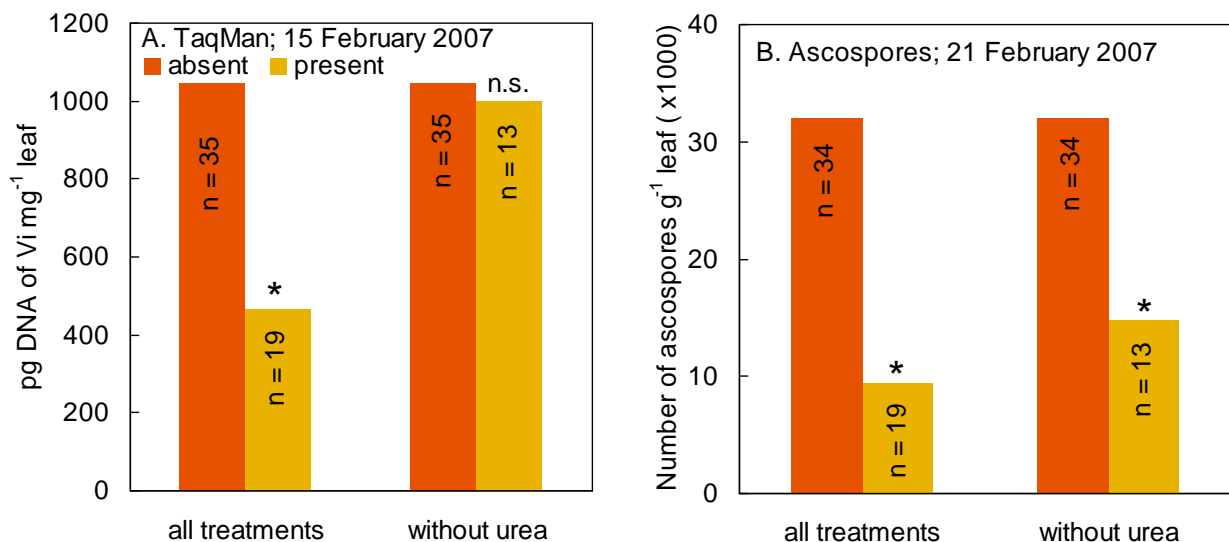 A. TaqMan; 15 February 2007
absent present
pg DNA of Vi mg⁻¹ leaf
1200
1000
800
600
400
200
0
n = 35
*
n = 19
n = 35
n.s.
n = 13
all treatments without urea
B. Ascospores; 21 February 2007
Number of ascospores g⁻¹ leaf ( x1000)
40
30
20
10
0
n = 34
*
n = 19
n = 34
*
n = 13
all treatments without urea